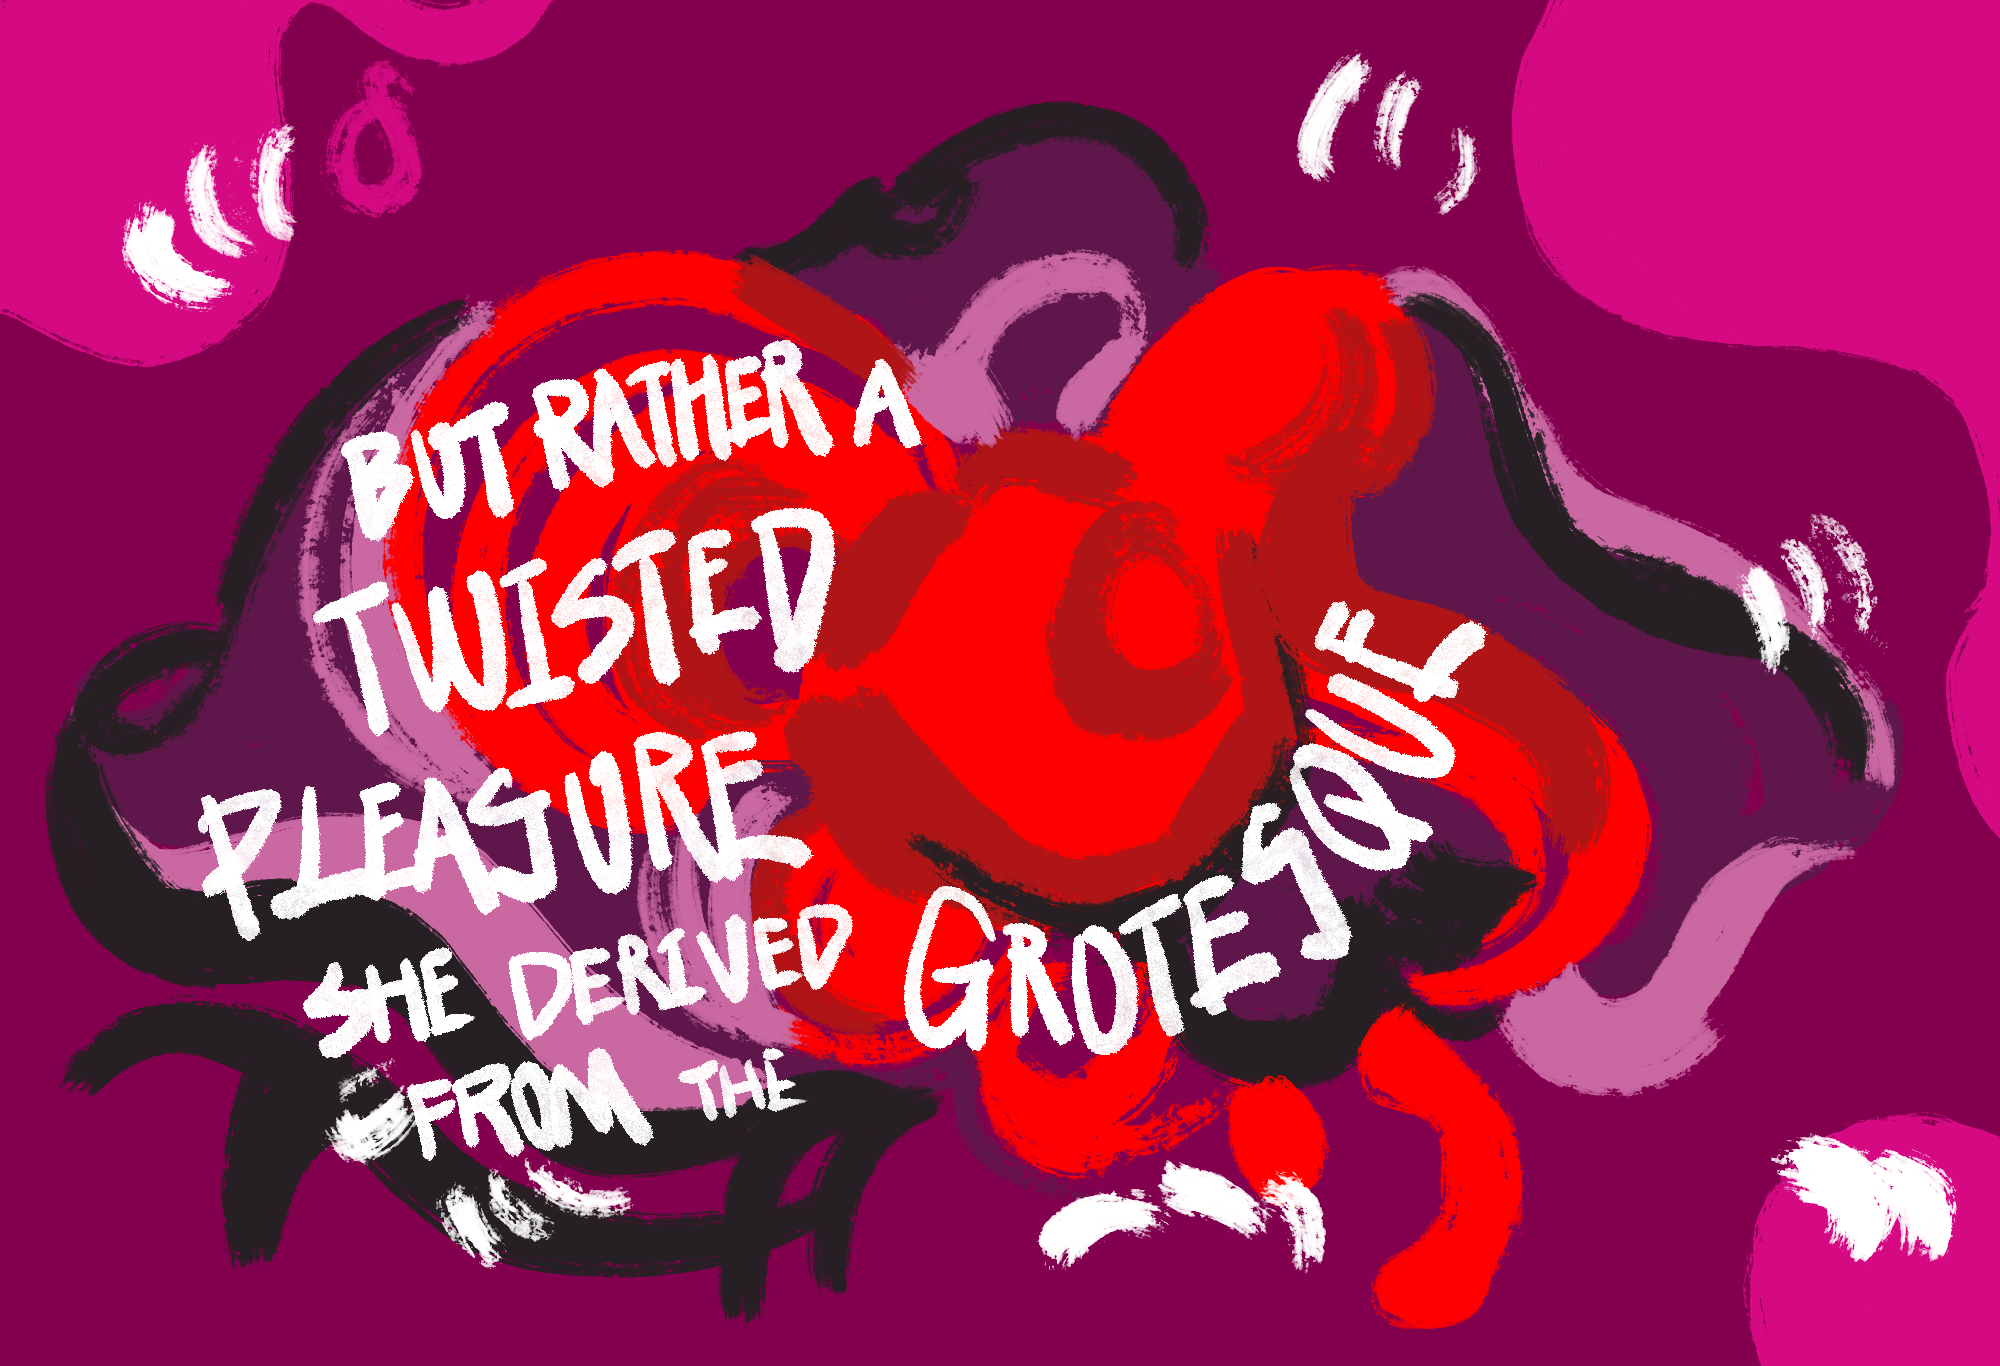 BUT RATHER A
TWISTED
PLEASURE
SHE DERIVED
FROM THE
GROTESQUE